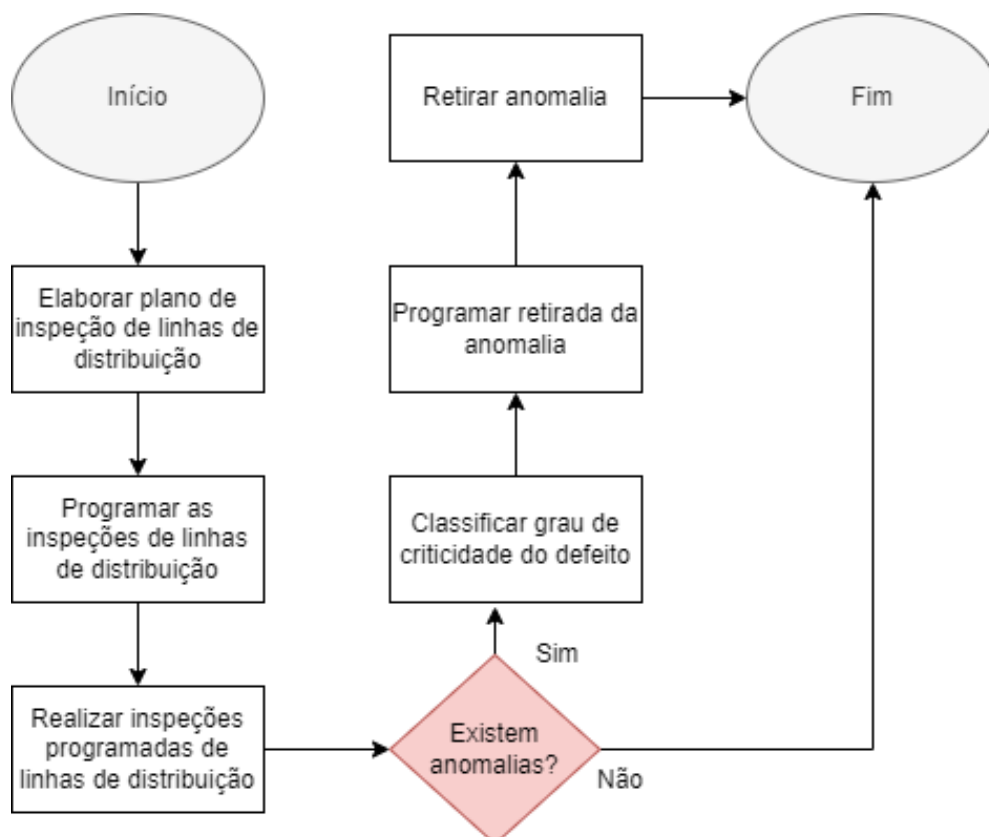 Início
Elaborar plano de
inspeção de linhas de
distribuição
Programar as
inspeções de linhas
de distribuição
Realizar inspeções
programadas de
linhas de distribuição
Existem
anomalias?
Sim
Não
Classificar grau de
criticidade do defeito
Programar retirada da
anomalia
Retirar anomalia
Fim